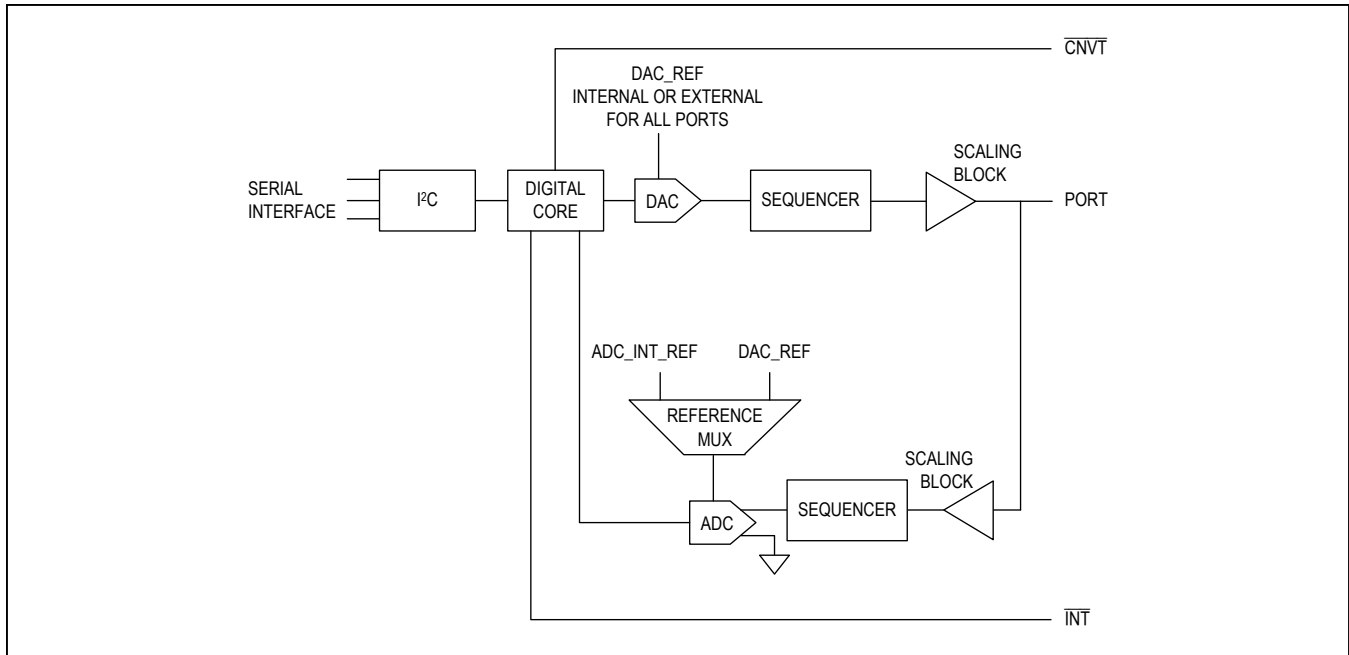 CNVT
DAC_REF
INTERNAL OR EXTERNAL
FOR ALL PORTS
SCALING
BLOCK
SERIAL
INTERFACE
I²C
DIGITAL
CORE
DAC
SEQUENCER
PORT
ADC_INT_REF
DAC_REF
REFERENCE
MUX
SCALING
BLOCK
ADC
SEQUENCER
INT